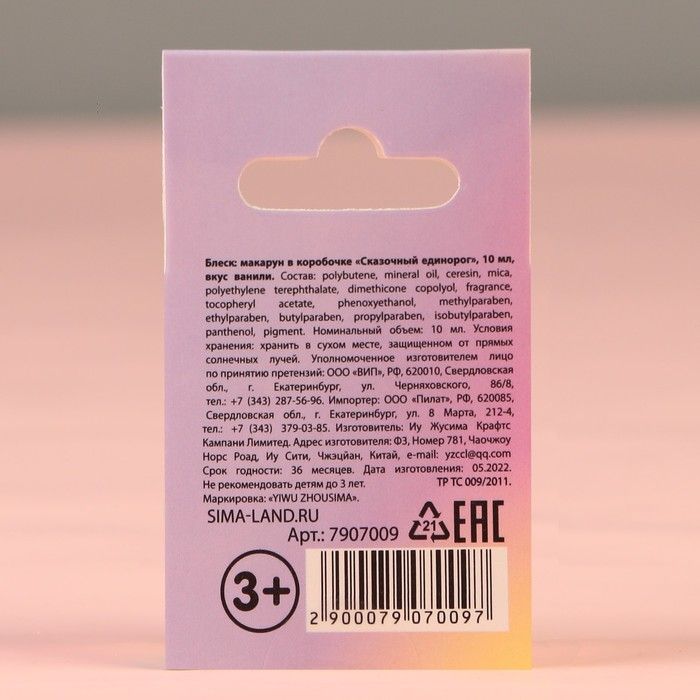 Блеск: макарун в коробочке «Сказочный единорог», 10 мл,
вкус ванили. Состав: polybutene, mineral oil, ceresin, mica,
polyethylene terephthalate, dimethicone copolyol, fragrance,
tocopheryl acetate, phenoxyethanol, methylparaben,
ethylparaben, butylparaben, propylparaben, isobutylparaben,
panthenol, pigment. Номинальный объем: 10 мл. Условия
хранения: хранить в сухом месте, защищенном от прямых
солнечных лучей. Уполномоченное изготовителем лицо
по принятию претензий: ООО «ВИП», РФ, 620010, Свердловская
обл., г. Екатеринбург, ул. Черняховского, 86/8,
тел.: +7 (343) 287-56-96. Импортер: ООО «Пилат», РФ, 620085,
Свердловская обл., г. Екатеринбург, ул. 8 Марта, 212-4,
тел.: +7 (343) 379-03-85. Изготовитель: Иу Жусима Крафтс
Кампани Лимитед. Адрес изготовителя: Ф3, Номер 781, Чаочжоу
Норс Роад, Иу Сити, Чжэцйан, Китай, e-mail: yzccl@qq.com
Срок годности: 36 месяцев. Дата изготовления: 05.2022.
Не рекомендовать детям до 3 лет. ТР ТС 009/2011.
Маркировка: «YIWU ZHOUSIMA».
SIMA-LAND.RU
Арт.: 7907009
21 EAC
3+
2 900079 070097